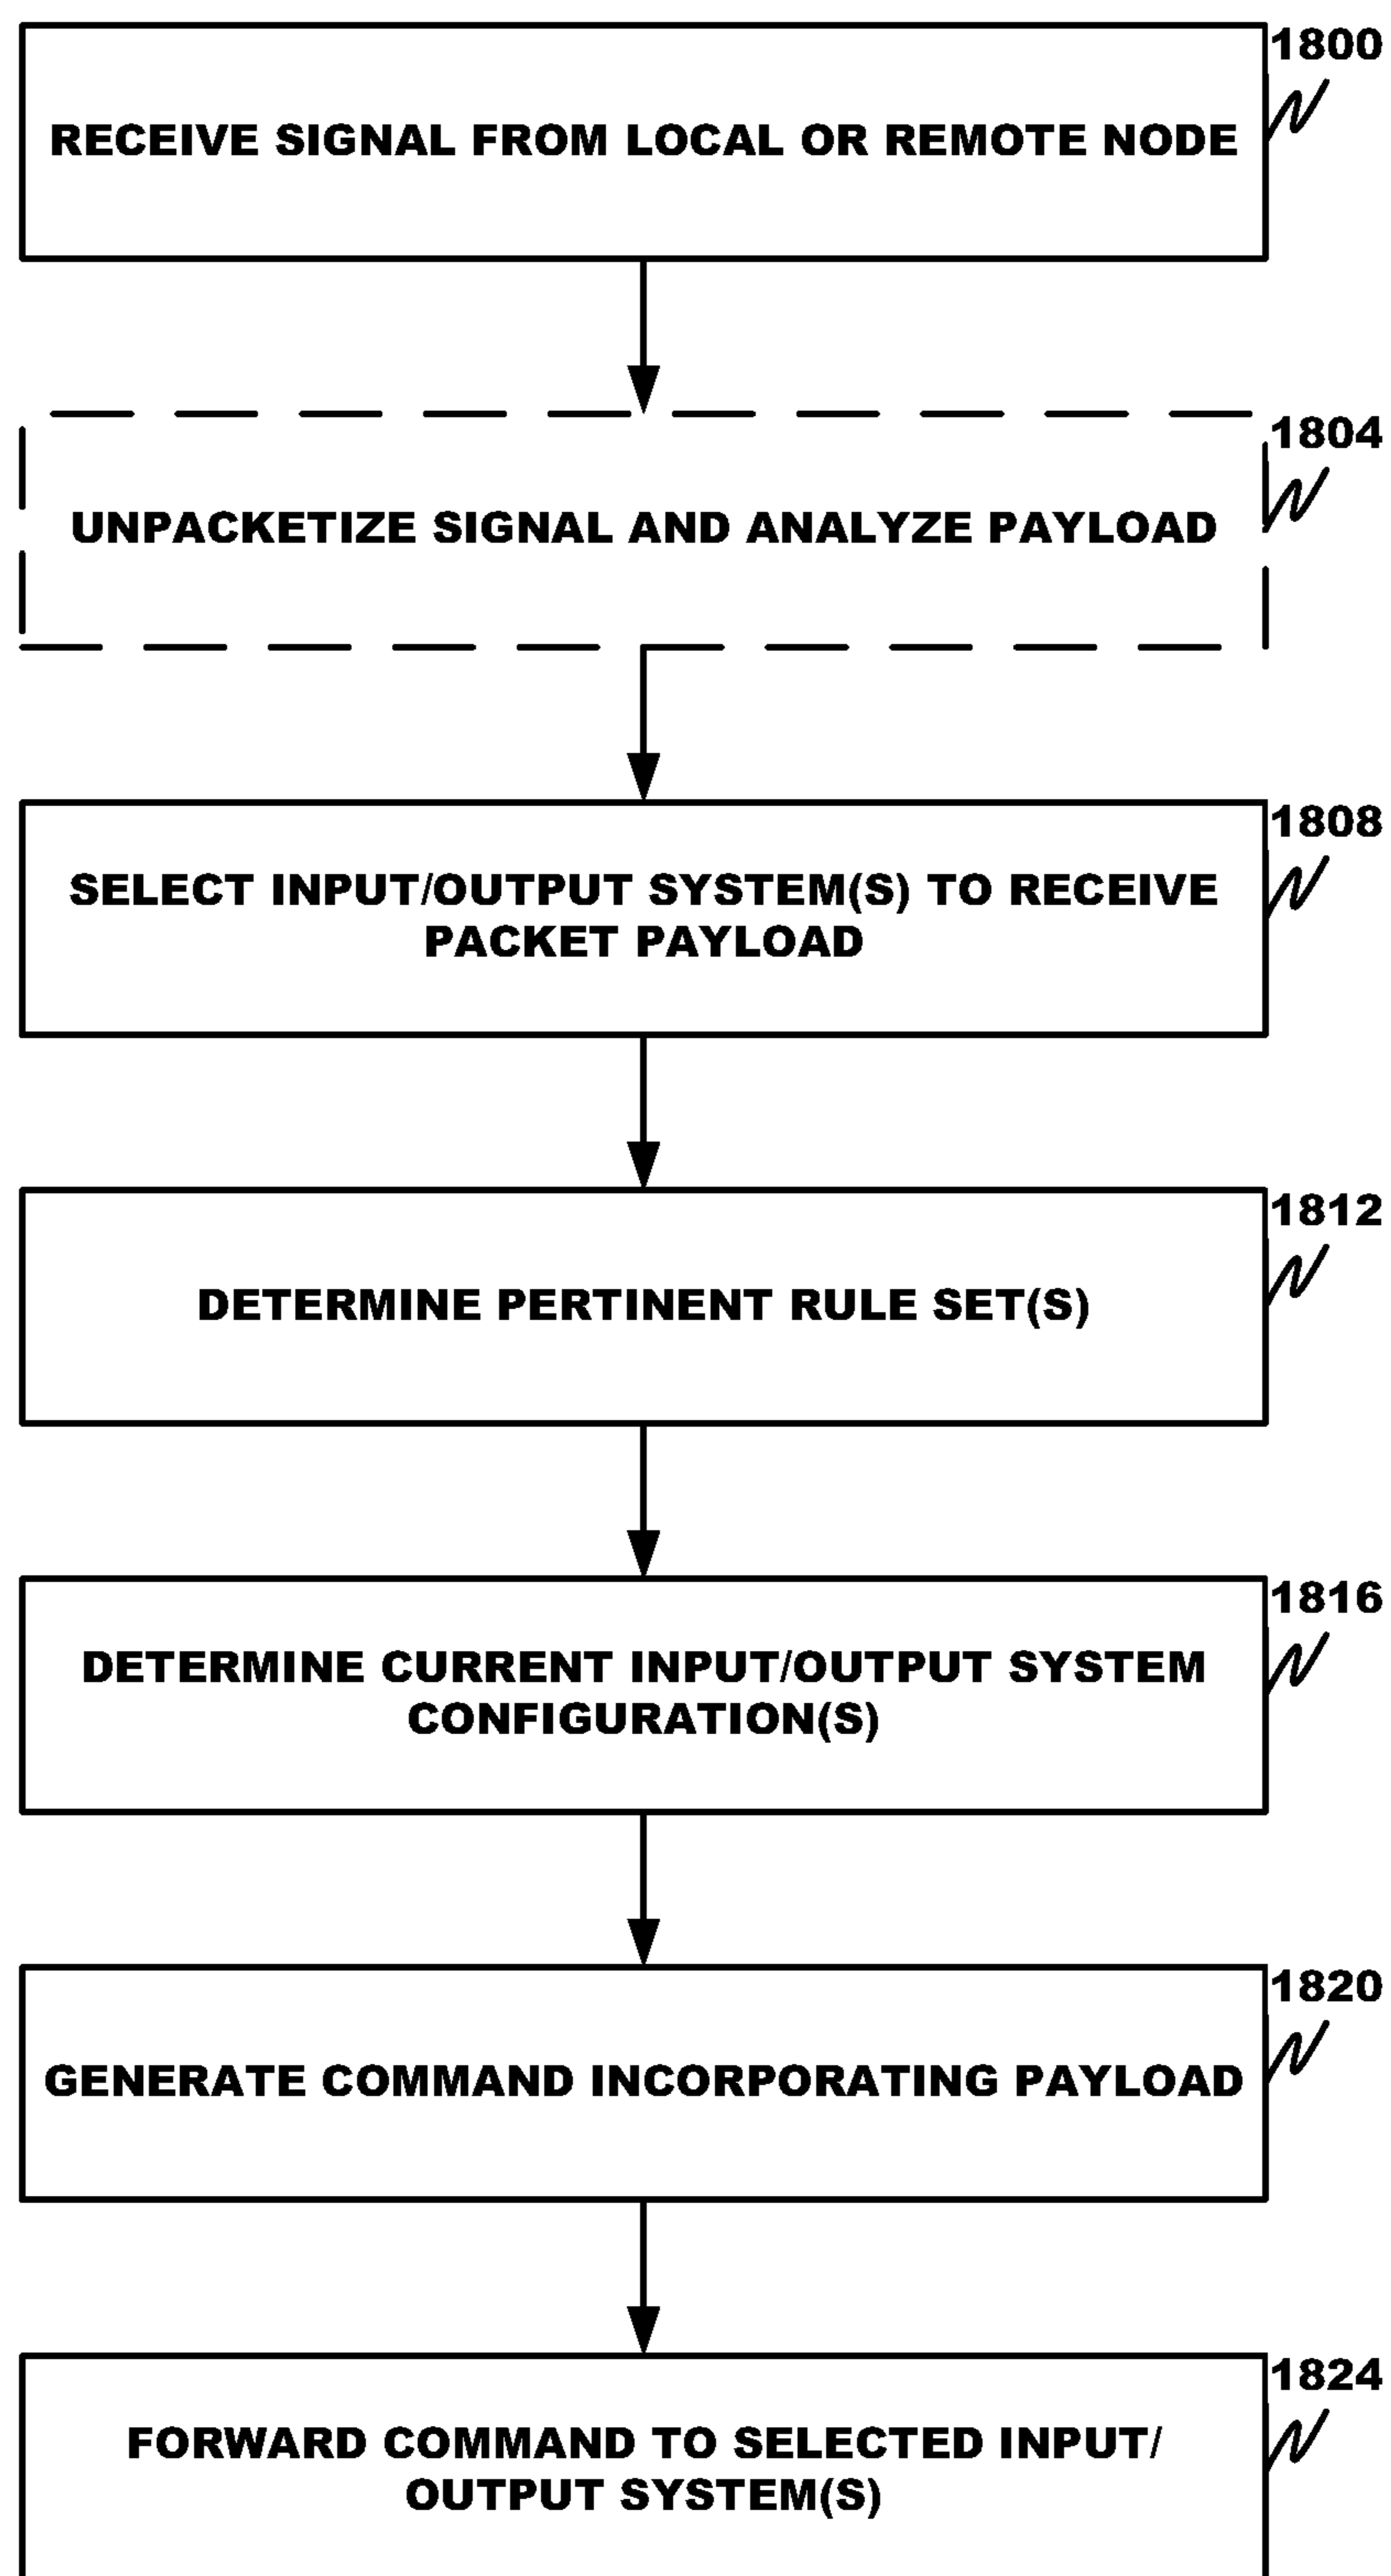 1800
RECEIVE SIGNAL FROM LOCAL OR REMOTE NODE
1804
UNPACKETIZE SIGNAL AND ANALYZE PAYLOAD
1808
SELECT INPUT/OUTPUT SYSTEM(S) TO RECEIVE
PACKET PAYLOAD
1812
DETERMINE PERTINENT RULE SET(S)
1816
DETERMINE CURRENT INPUT/OUTPUT SYSTEM
CONFIGURATION(S)
1820
GENERATE COMMAND INCORPORATING PAYLOAD
1824
FORWARD COMMAND TO SELECTED INPUT/
OUTPUT SYSTEM(S)